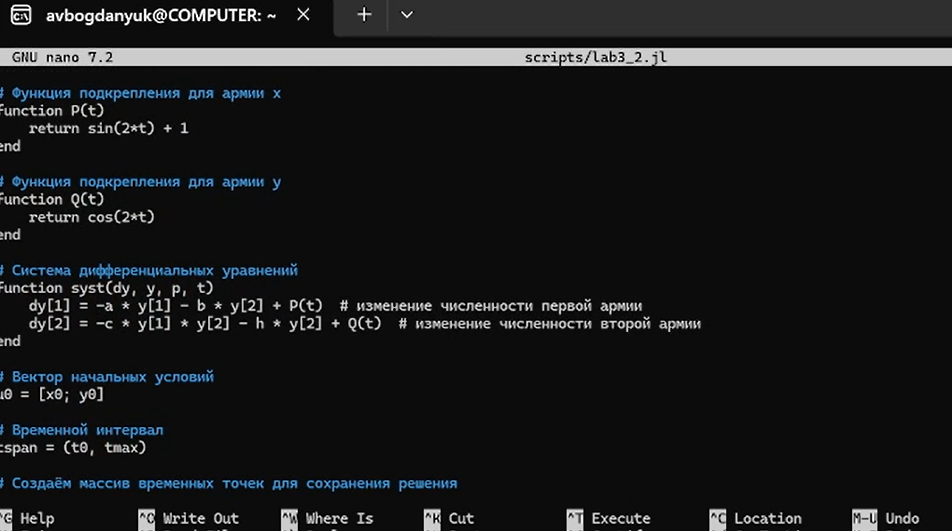 avbogdanyuk@COMPUTER: ~
GNU nano 7.2 scripts/lab3_2.jl
# Функция подкрепления для армии x
function P(t)
return sin(2*t) + 1
end
# Функция подкрепления для армии y
function Q(t)
return cos(2*t)
end
# Система дифференциальных уравнений
function syst(dy, y, p, t)
dy[1] = -a * y[1] - b * y[2] + P(t) # изменение численности первой армии
dy[2] = -c * y[1] * y[2] - h * y[2] + Q(t) # изменение численности второй армии
end
# Вектор начальных условий
u0 = [x0; y0]
# Временной интервал
tspan = (t0, tmax)
# Создаём массив временных точек для сохранения решения
^G Help ^O Write Out ^W Where Is ^K Cut ^T Execute ^C Location M-U Undo